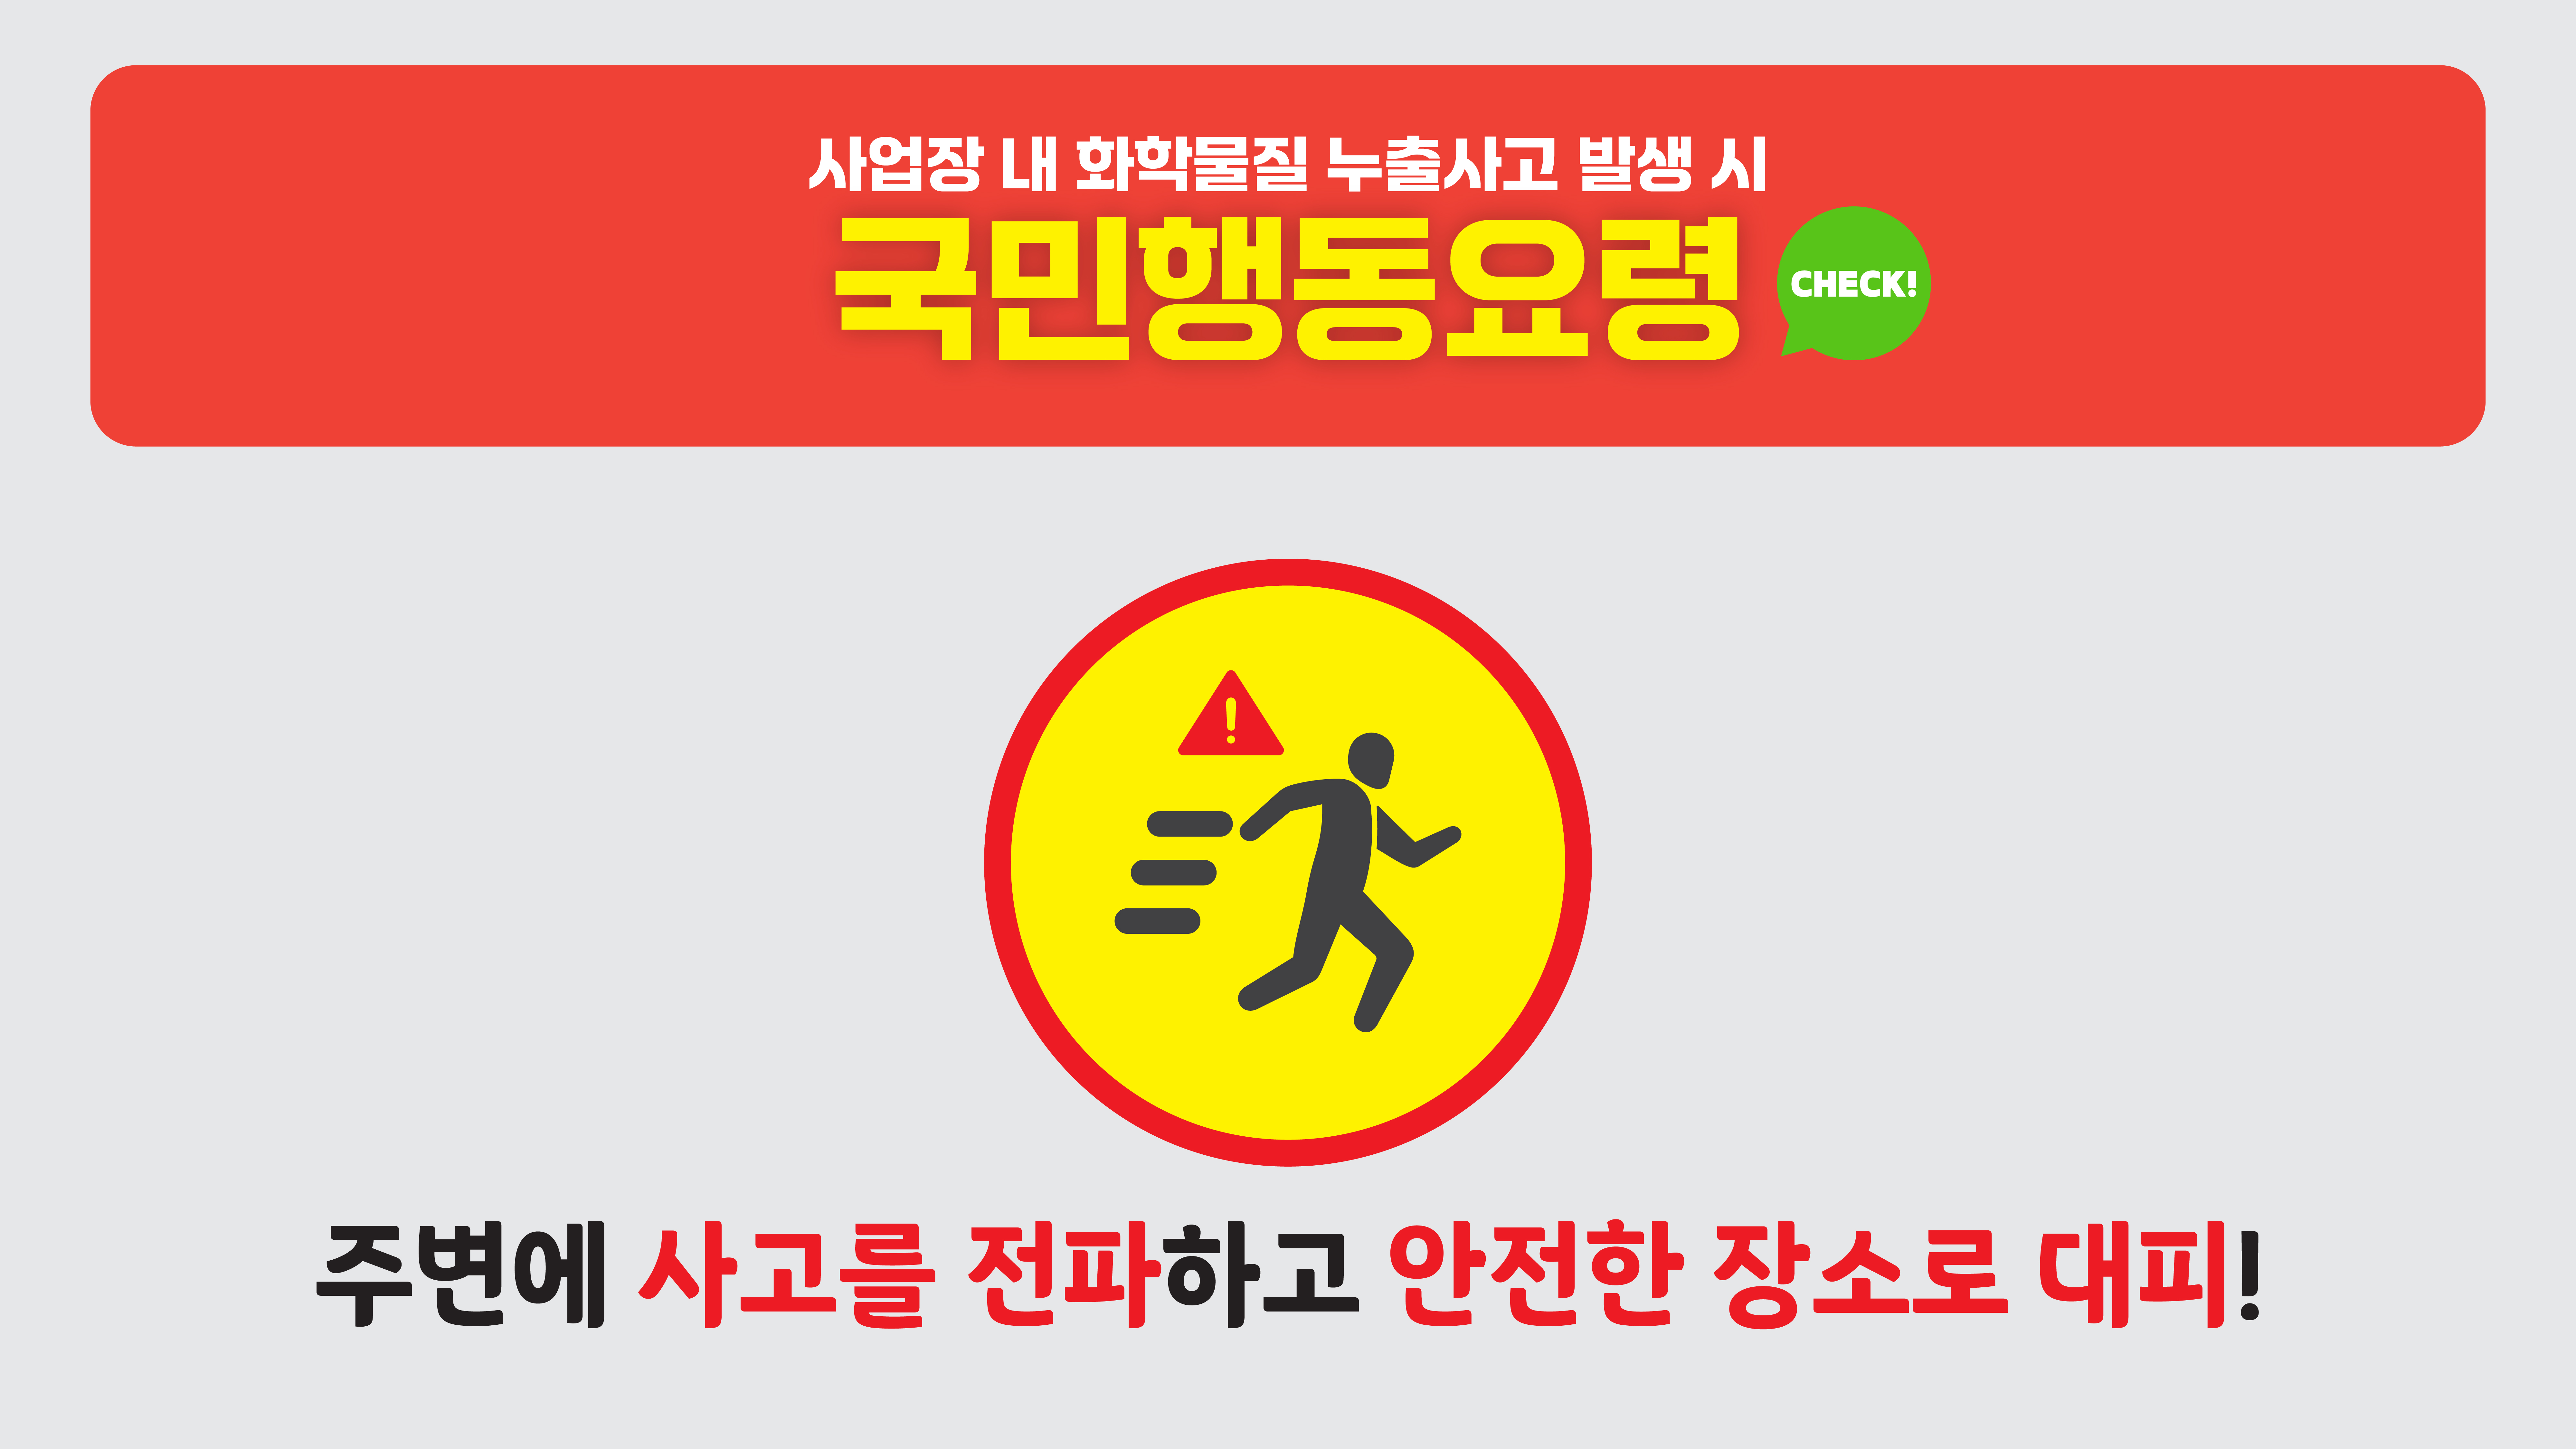 사업장 내 화학물질 누출사고 발생 시
국민행동요령
CHECK!
주변에 사고를 전파하고 안전한 장소로 대피!